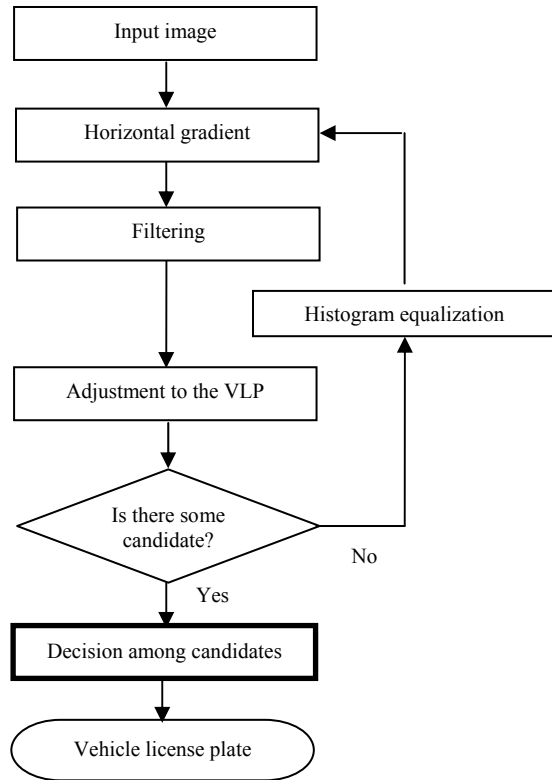 Input image
Horizontal gradient
Filtering
Histogram equalization
Adjustment to the VLP
Is there some
candidate?
No
Yes
Decision among candidates
Vehicle license plate